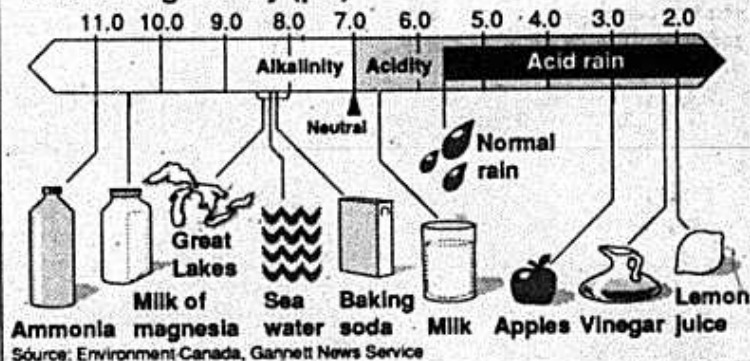 11.0 10.0 9.0 8.0 7.0 6.0 5.0 4.0 3.0 2.0
Alkalinity Acidity Acid rain
Neutral
Normal
rain
Great
Lakes
Milk of
magnesia
Ammonia
Sea
water
Baking
soda
Milk
Apples
Vinegar
Lemon
juice
Source: Environment Canada, Gannett News Service